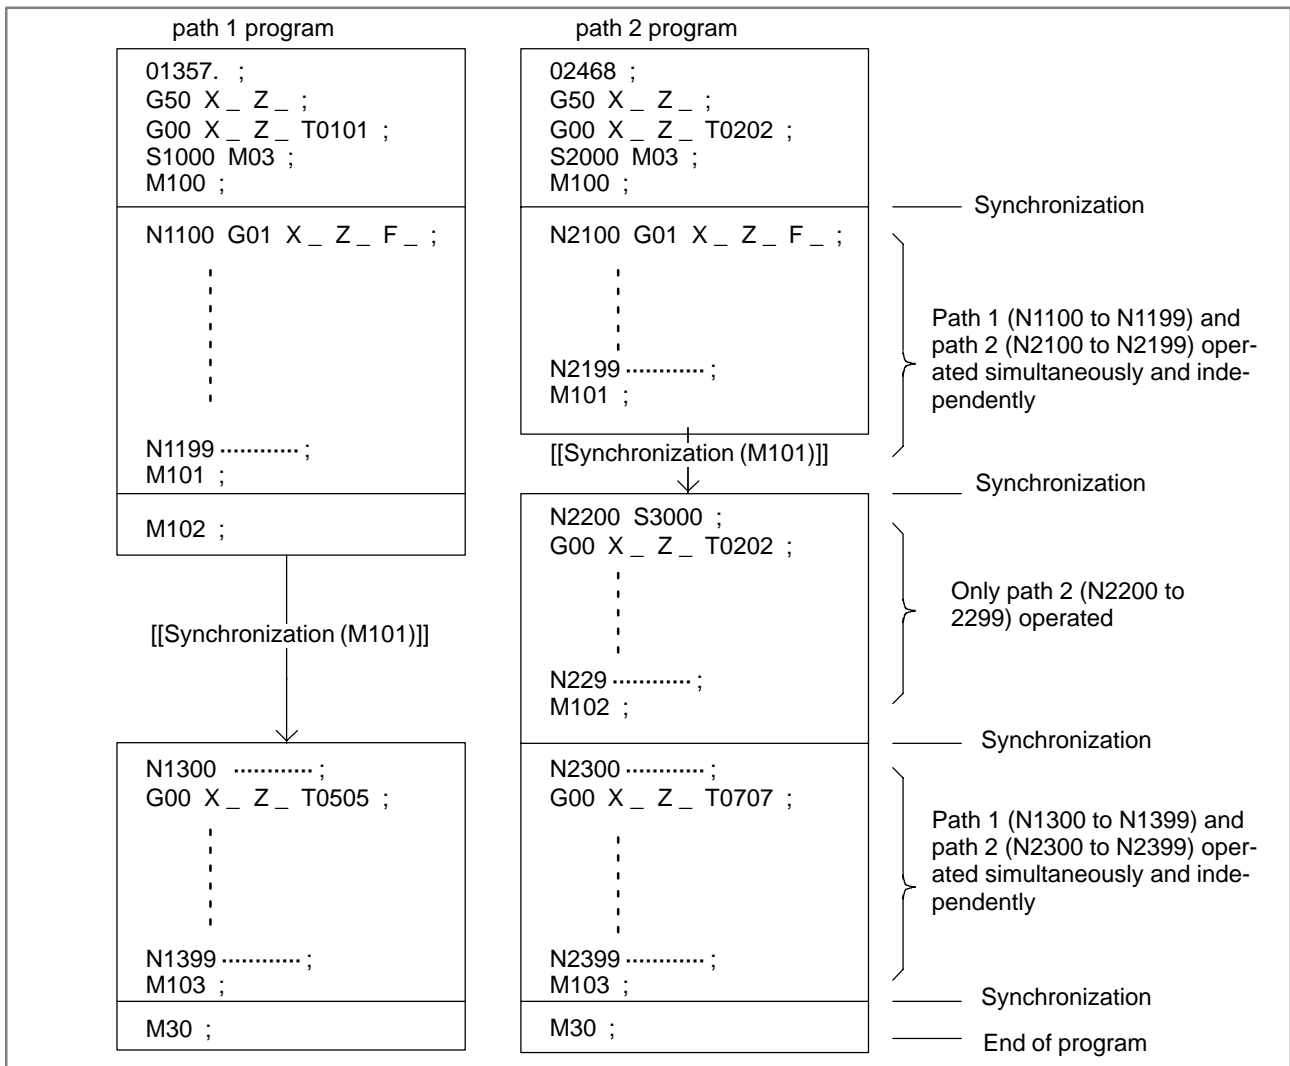 path 1 program
01357. ;
G50 X _ Z _ ;
G00 X _ Z _ T0101 ;
S1000 M03 ;
M100 ;
N1100 G01 X _ Z _ F _ ;
N1199 ············ ;
M101 ;
M102 ;
[[Synchronization (M101)]]
N1300 ············ ;
G00 X _ Z _ T0505 ;
N1399 ············ ;
M103 ;
M30 ;
path 2 program
02468 ;
G50 X _ Z _ ;
G00 X _ Z _ T0202 ;
S2000 M03 ;
M100 ;
N2100 G01 X _ Z _ F _ ;
N2199 ············ ;
M101 ;
[[Synchronization (M101)]]
N2200 S3000 ;
G00 X _ Z _ T0202 ;
N229 ············ ;
M102 ;
N2300 ············ ;
G00 X _ Z _ T0707 ;
N2399 ············ ;
M103 ;
M30 ;
Synchronization
Path 1 (N1100 to N1199) and
path 2 (N2100 to N2199) oper-
ated simultaneously and inde-
pendently
Synchronization
Only path 2 (N2200 to
2299) operated
Synchronization
Path 1 (N1300 to N1399) and
path 2 (N2300 to N2399) oper-
ated simultaneously and inde-
pendently
Synchronization
End of program